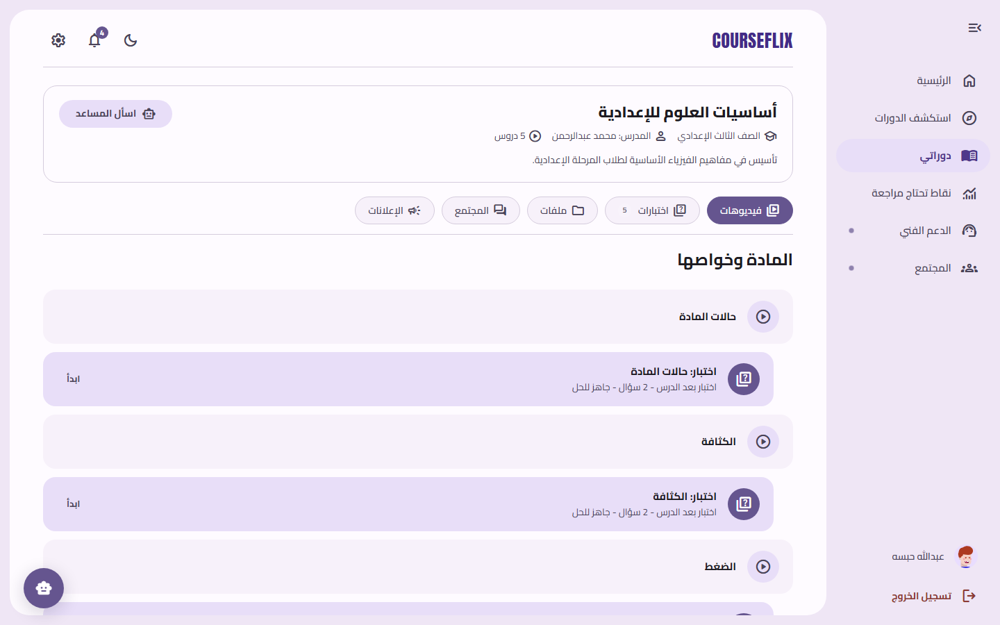 COURSEFLIX
4
الرئيسية
استكشف الدورات
دوراتي
نقاط تحتاج مراجعة
الدعم الفني
المجتمع
عبدالله حبسه
تسجيل الخروج
أساسيات العلوم للإعدادية
اسأل المساعد
الصف الثالث الإعدادي المدرس: محمد عبدالرحمن 5 دروس
تأسيس في مفاهيم الفيزياء الأساسية لطلاب المرحلة الإعدادية.
فيديوهات اختبارات 5 ملفات المجتمع الإعلانات
المادة وخواصها
حالات المادة
اختبار: حالات المادة
اختبار بعد الدرس - 2 سؤال - جاهز للحل
ابدأ
الكثافة
اختبار: الكثافة
اختبار بعد الدرس - 2 سؤال - جاهز للحل
ابدأ
الضغط